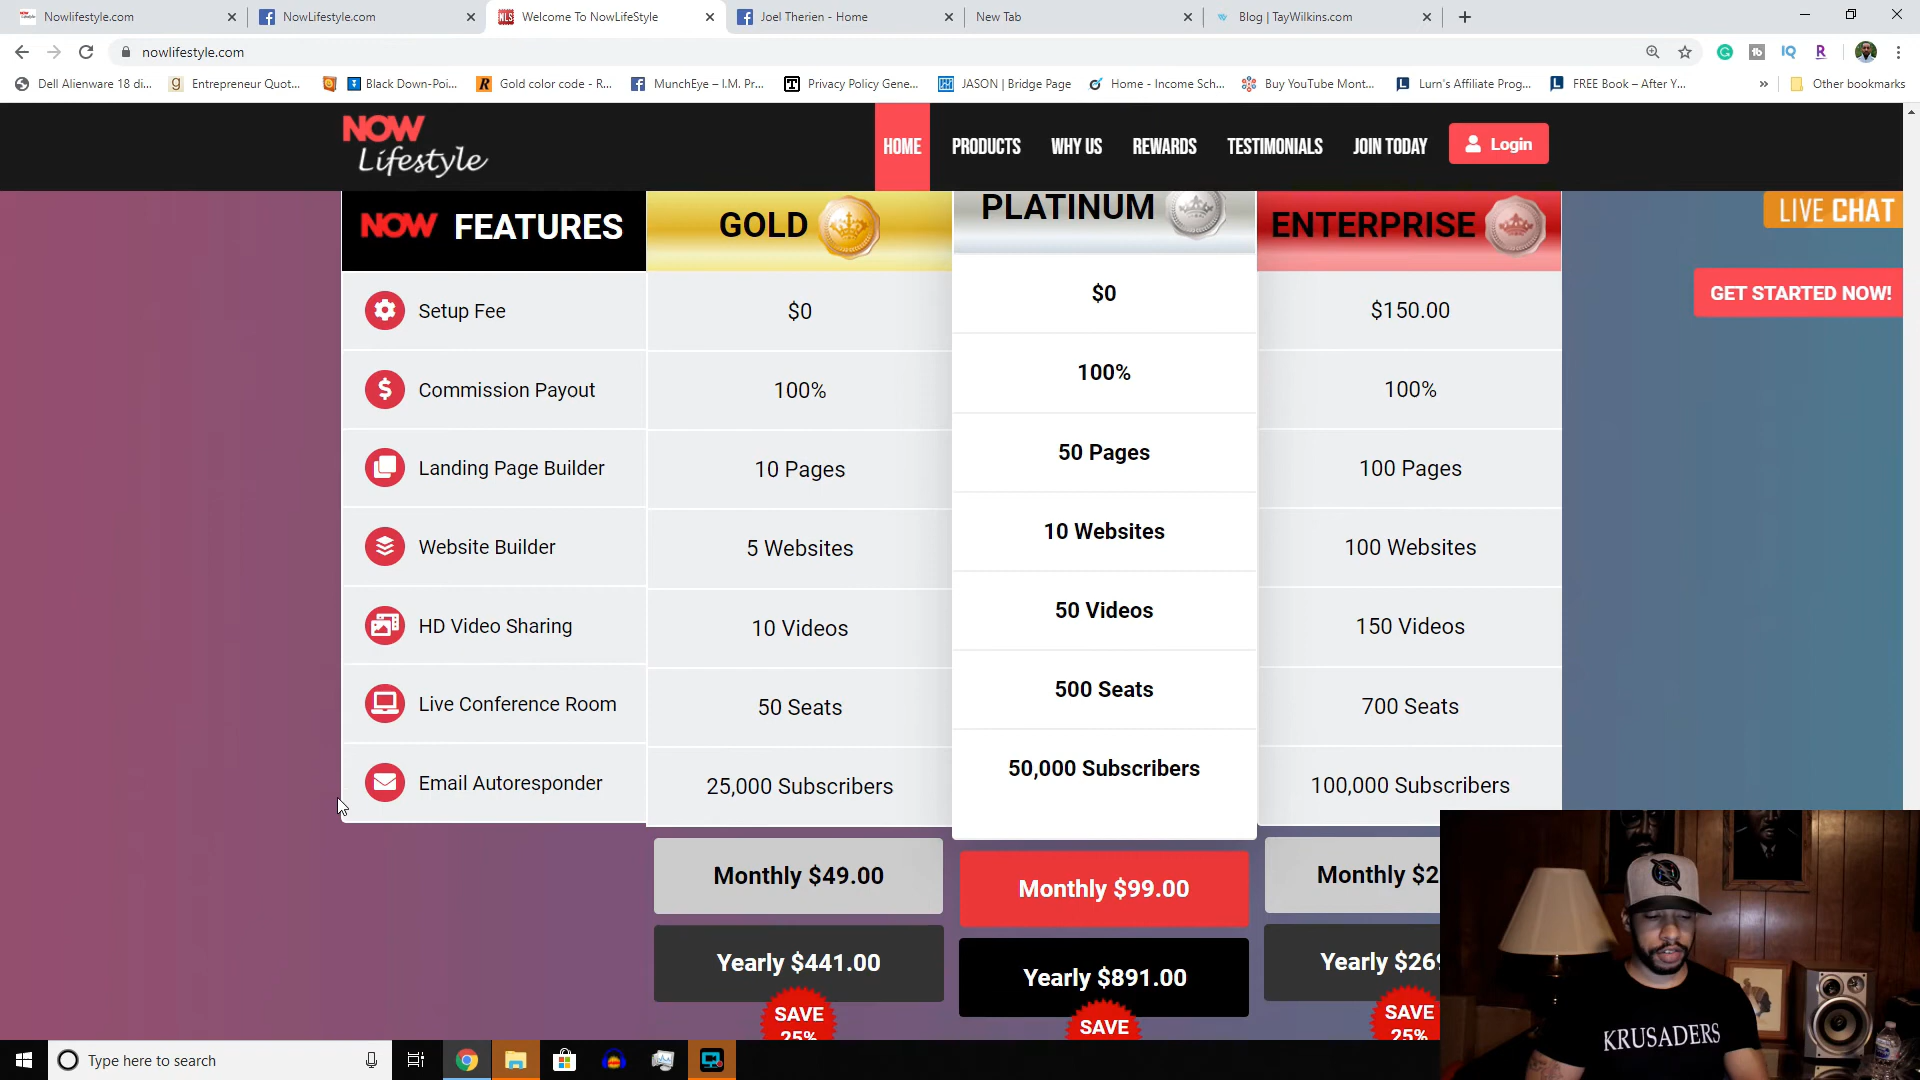 Nowlifestyle.com
NowLifestyle.com
NLS
Welcome To NowLifeStyle
Joel Therien - Home
New Tab
Blog | TayWilkins.com
nowlifestyle.com
Dell Alienware 18 di...
Entrepreneur Quot...
Black Down-Poi...
Gold color code - R...
MunchEye – I.M. Pr...
Privacy Policy Gene...
JASON | Bridge Page
Home - Income Sch...
Buy YouTube Mont...
Lurn's Affiliate Prog...
FREE Book – After Y...
Other bookmarks
NOW
Lifestyle
HOME
PRODUCTS
WHY US
REWARDS
TESTIMONIALS
JOIN TODAY
Login
LIVE CHAT
GET STARTED NOW!
NOW FEATURES
GOLD
PLATINUM
ENTERPRISE
Setup Fee
$0
$0
$150.00
Commission Payout
100%
100%
100%
Landing Page Builder
10 Pages
50 Pages
100 Pages
Website Builder
5 Websites
10 Websites
100 Websites
HD Video Sharing
10 Videos
50 Videos
150 Videos
Live Conference Room
50 Seats
500 Seats
700 Seats
Email Autoresponder
25,000 Subscribers
50,000 Subscribers
100,000 Subscribers
Monthly $49.00
Monthly $99.00
Monthly $2
Yearly $441.00
Yearly $891.00
Yearly $269
SAVE
25%
SAVE
SAVE
25%
KRUSADERS
Type here to search